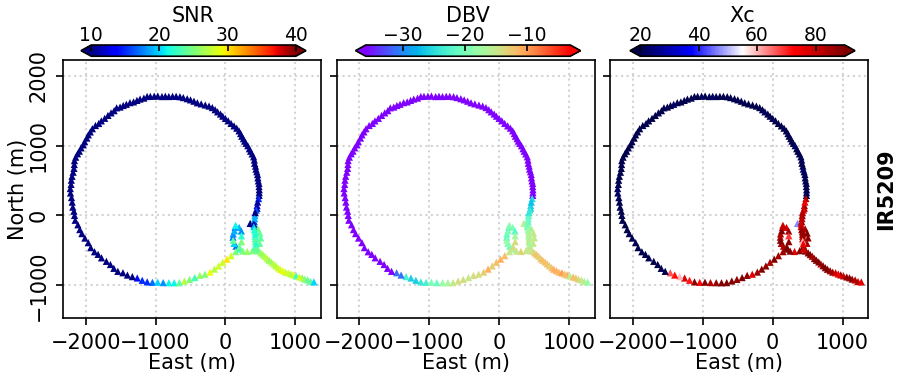 SNR DBV Xc
10 20 30 40 −30 −20 −10 20 40 60 80
2000
1000
0
−1000
North (m)
IR5209
−2000 −1000 0 1000 −2000 −1000 0 1000 −2000 −1000 0 1000
East (m) East (m) East (m)